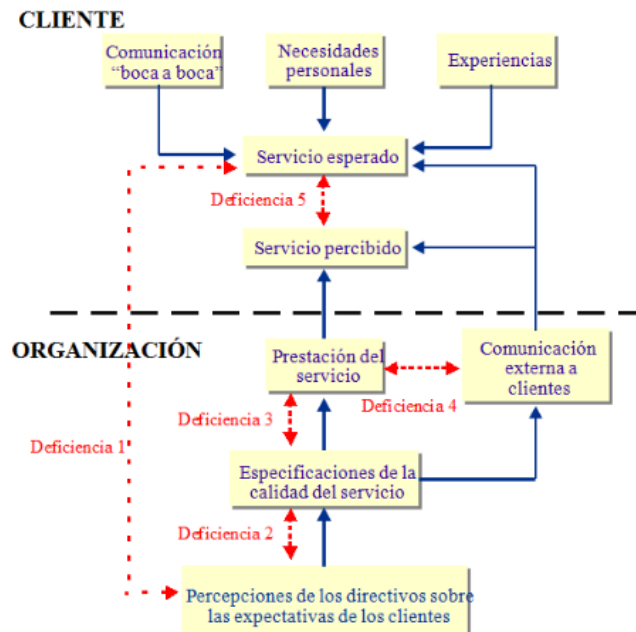 CLIENTE
Comunicación
“boca a boca”
Necesidades
personales
Experiencias
Servicio esperado
Deficiencia 5
Servicio percibido
ORGANIZACIÓN
Prestación del
servicio
Comunicación
externa a
clientes
Deficiencia 4
Deficiencia 3
Deficiencia 1
Especificaciones de la
calidad del servicio
Deficiencia 2
Percepciones de los directivos sobre
las expectativas de los clientes